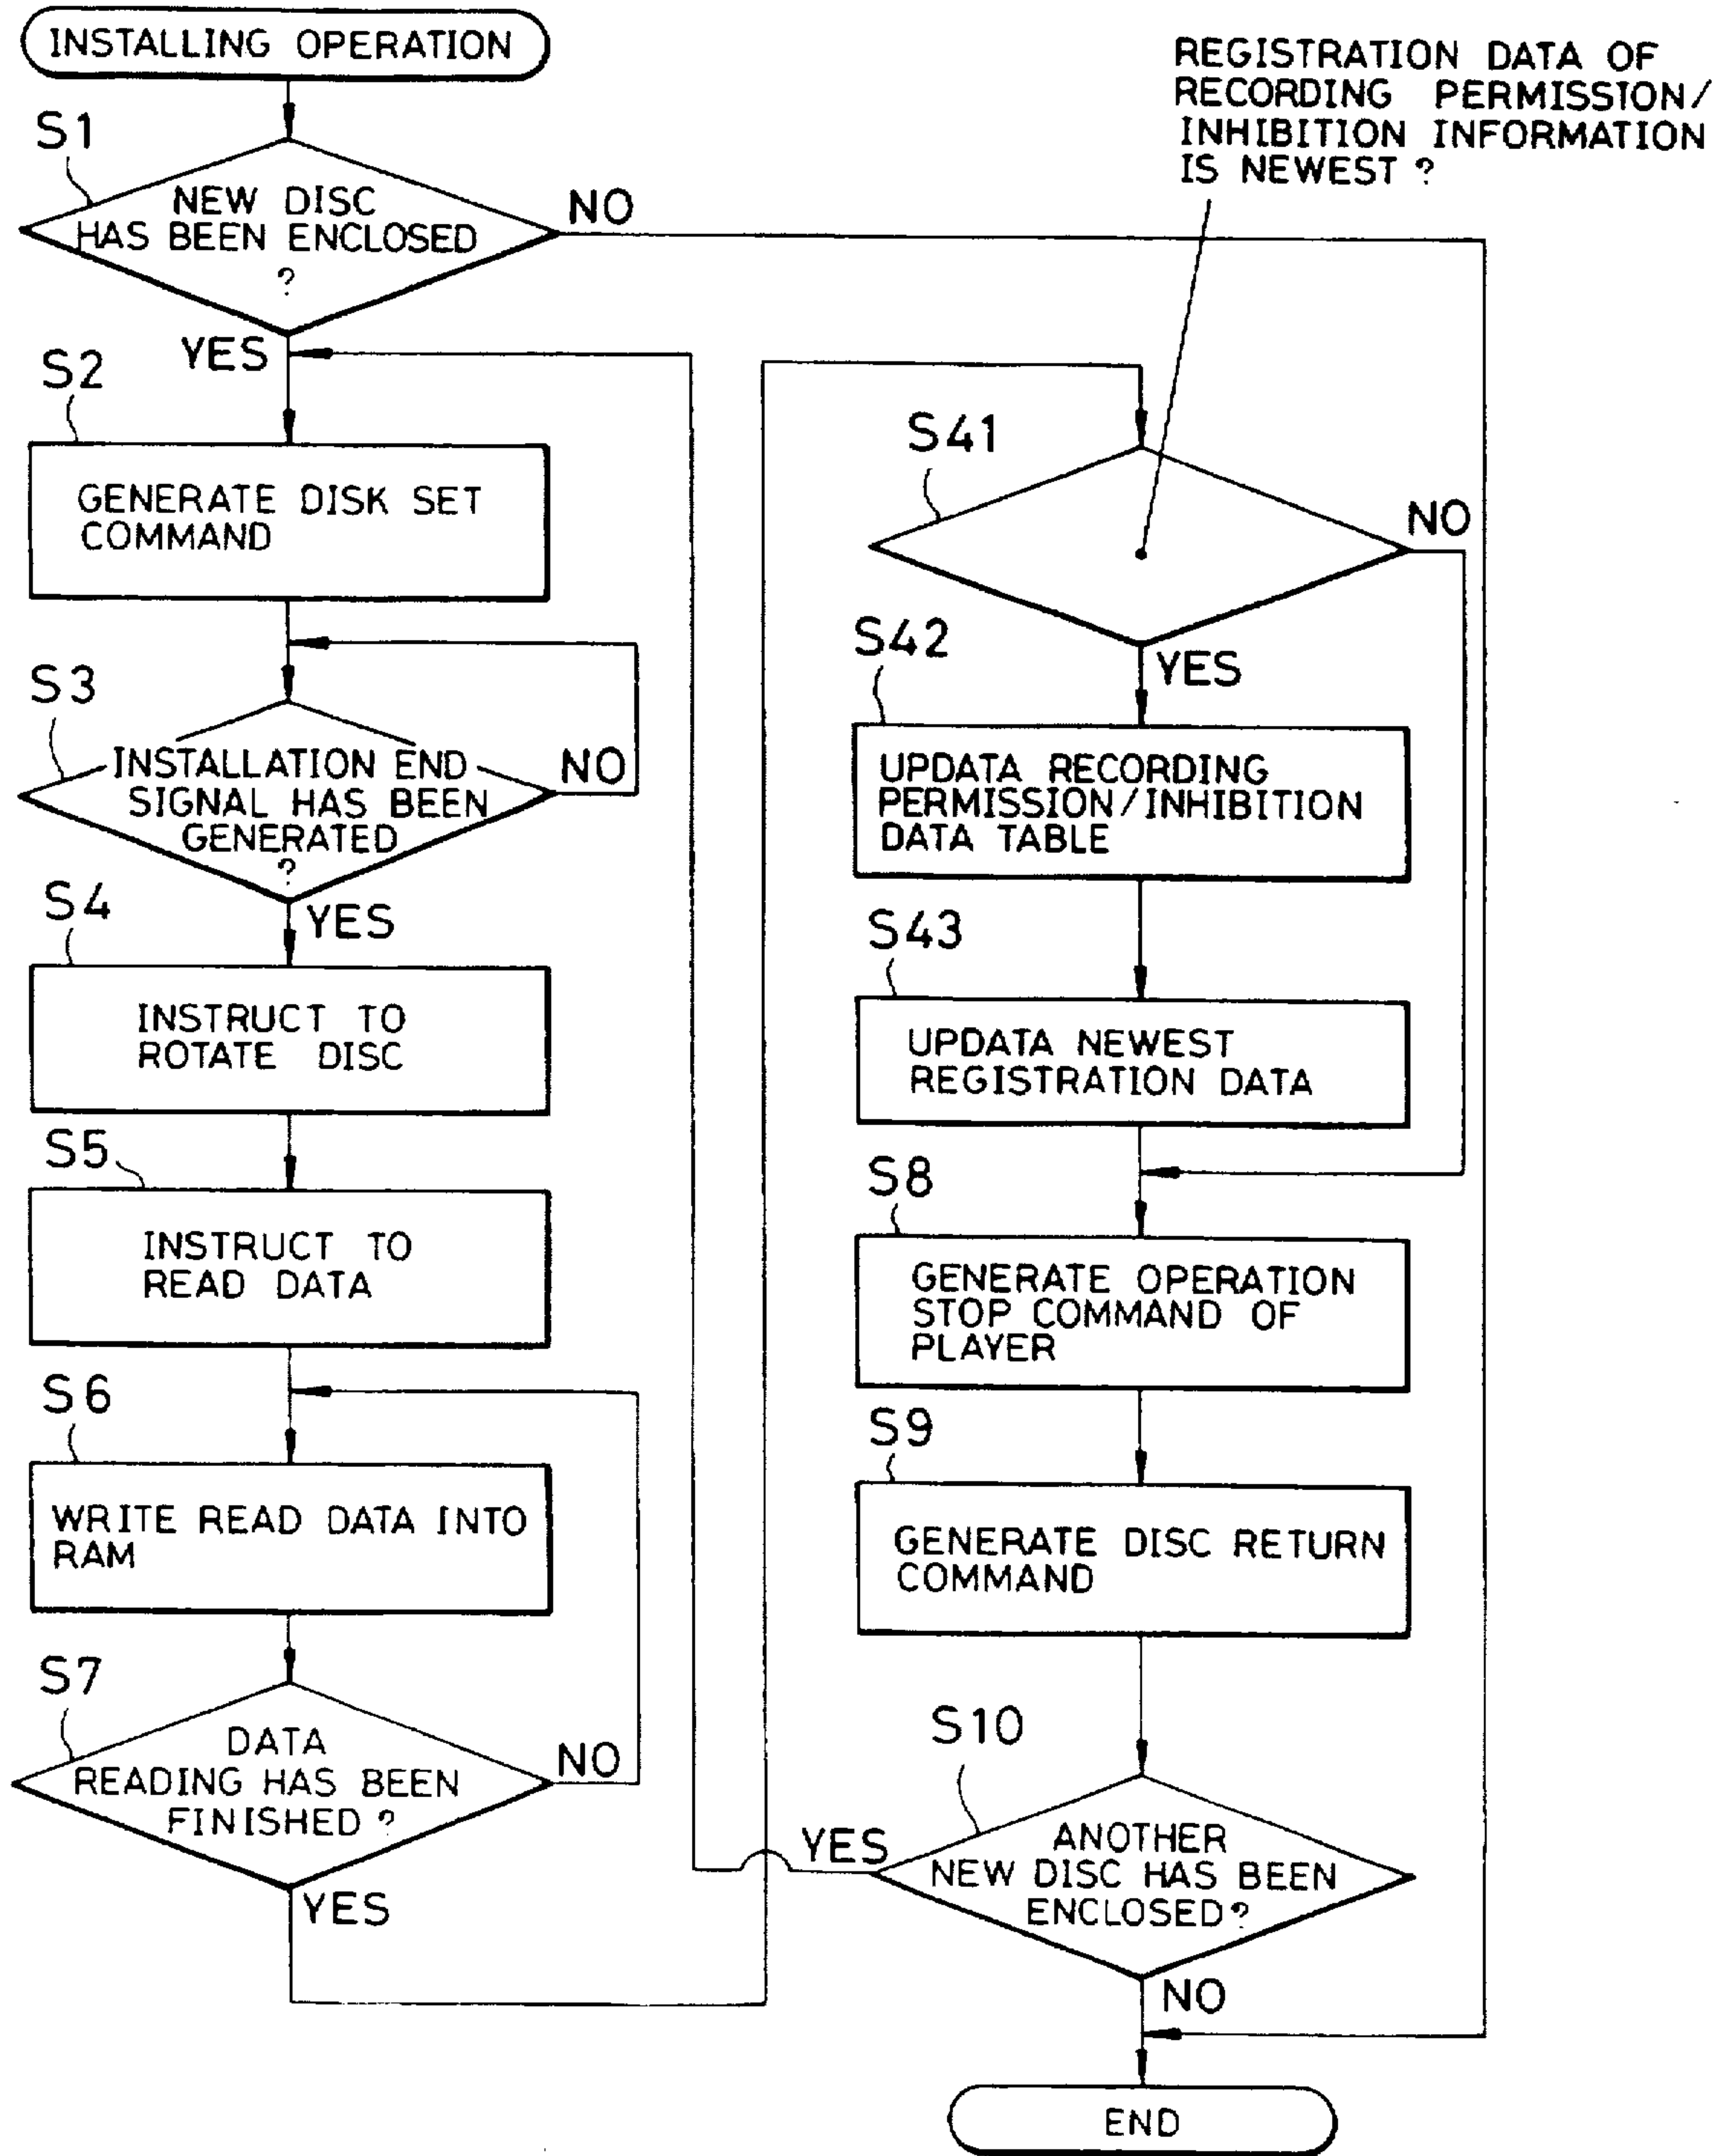 INSTALLING OPERATION
S1
NEW DISC
HAS BEEN ENCLOSED
?
NO
YES
S2
GENERATE DISK SET
COMMAND
S3
INSTALLATION END
SIGNAL HAS BEEN
GENERATED
?
NO
YES
S4
INSTRUCT TO
ROTATE DISC
S5
INSTRUCT TO
READ DATA
S6
WRITE READ DATA INTO
RAM
S7
DATA
READING HAS BEEN
FINISHED ?
NO
YES
REGISTRATION DATA OF
RECORDING PERMISSION/
INHIBITION INFORMATION
IS NEWEST ?
S41
NO
YES
S42
UPDATA RECORDING
PERMISSION/INHIBITION
DATA TABLE
S43
UPDATA NEWEST
REGISTRATION DATA
S8
GENERATE OPERATION
STOP COMMAND OF
PLAYER
S9
GENERATE DISC RETURN
COMMAND
S10
ANOTHER
NEW DISC HAS BEEN
ENCLOSED?
YES
NO
END